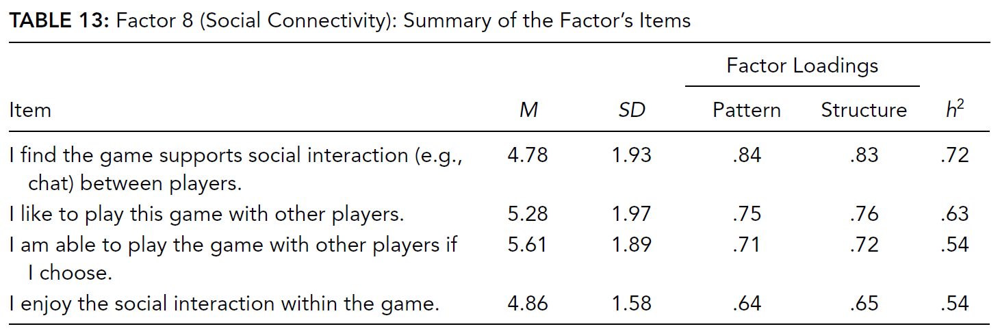 TABLE 13: Factor 8 (Social Connectivity): Summary of the Factor's Items
Factor Loadings
Item M SD Pattern Structure h²
I find the game supports social interaction (e.g., 4.78 1.93 .84 .83 .72
chat) between players.
I like to play this game with other players. 5.28 1.97 .75 .76 .63
I am able to play the game with other players if 5.61 1.89 .71 .72 .54
I choose.
I enjoy the social interaction within the game. 4.86 1.58 .64 .65 .54